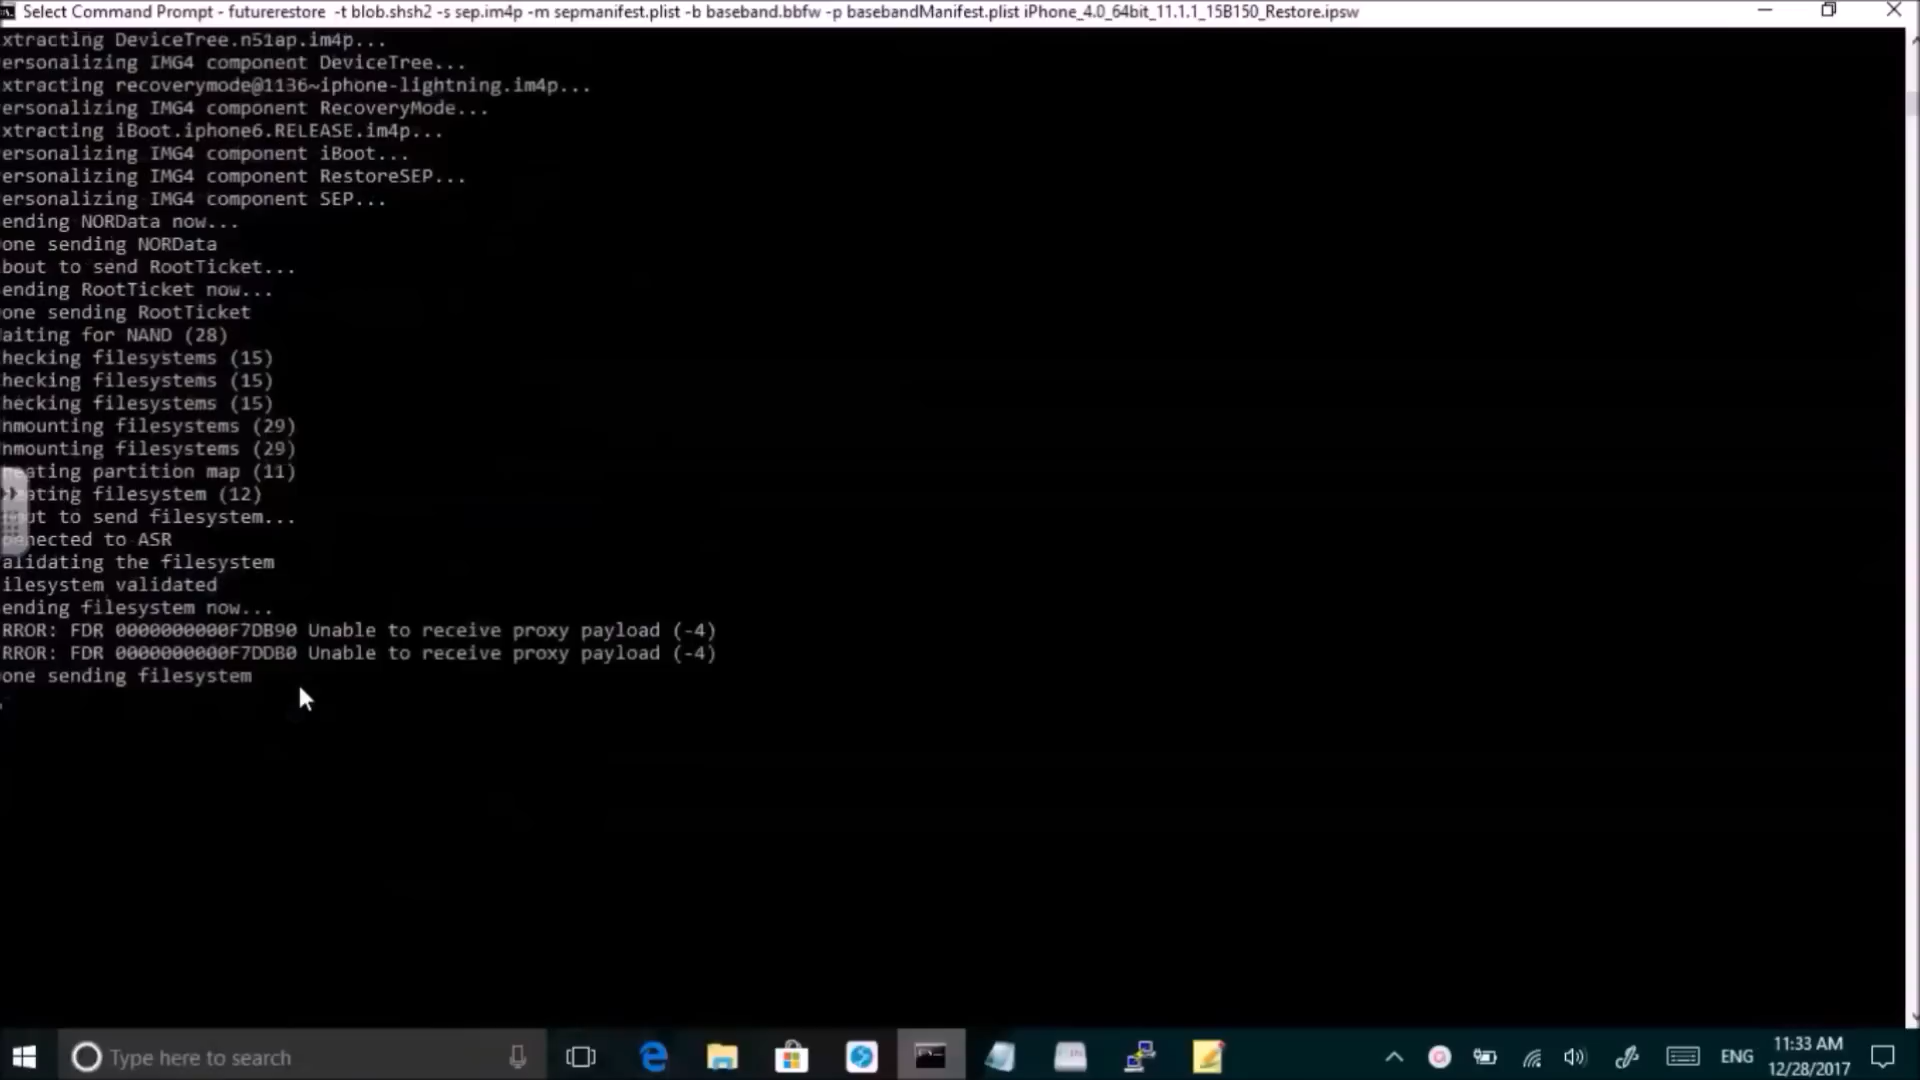 Select Command Prompt - futurerestore -t blob.shsh2 -s sep.im4p -m sepmanifest.plist -b baseband.bbfw -p basebandManifest.plist iPhone_4.0_64bit_11.1.1_15B150_Restore.ipsw
xtracting DeviceTree.n51ap.im4p...
ersonalizing IMG4 component DeviceTree...
xtracting recoverymode@1136~iphone-lightning.im4p...
ersonalizing IMG4 component RecoveryMode...
xtracting iBoot.iphone6.RELEASE.im4p...
ersonalizing IMG4 component iBoot...
ersonalizing IMG4 component RestoreSEP...
ersonalizing IMG4 component SEP...
ending NORData now...
one sending NORData
bout to send RootTicket...
ending RootTicket now...
one sending RootTicket
aiting for NAND (28)
hecking filesystems (15)
hecking filesystems (15)
hecking filesystems (15)
nmounting filesystems (29)
nmounting filesystems (29)
eating partition map (11)
ating filesystem (12)
ut to send filesystem...
nected to ASR
alidating the filesystem
ilesystem validated
ending filesystem now...
RROR: FDR 0000000000F7DB90 Unable to receive proxy payload (-4)
RROR: FDR 0000000000F7DDB0 Unable to receive proxy payload (-4)
one sending filesystem
Type here to search
ENG
11:33 AM
12/28/2017